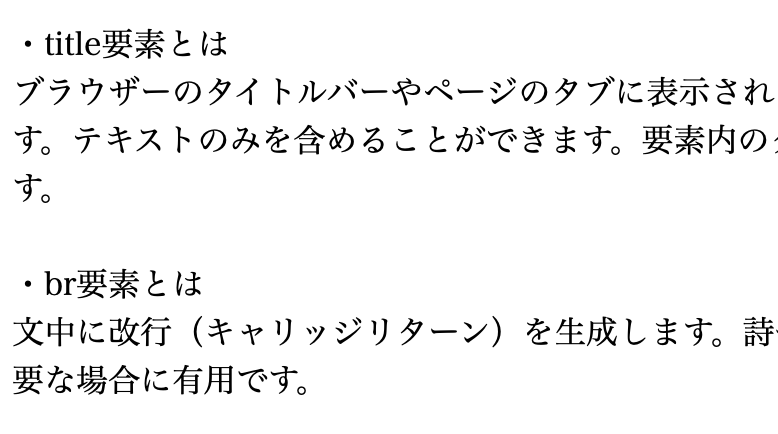 ・title要素とは
ブラウザーのタイトルバーやページのタブに表示され
す。テキストのみを含めることができます。要素内の
す。
・br要素とは
文中に改行（キャリッジリターン）を生成します。詩
要な場合に有用です。